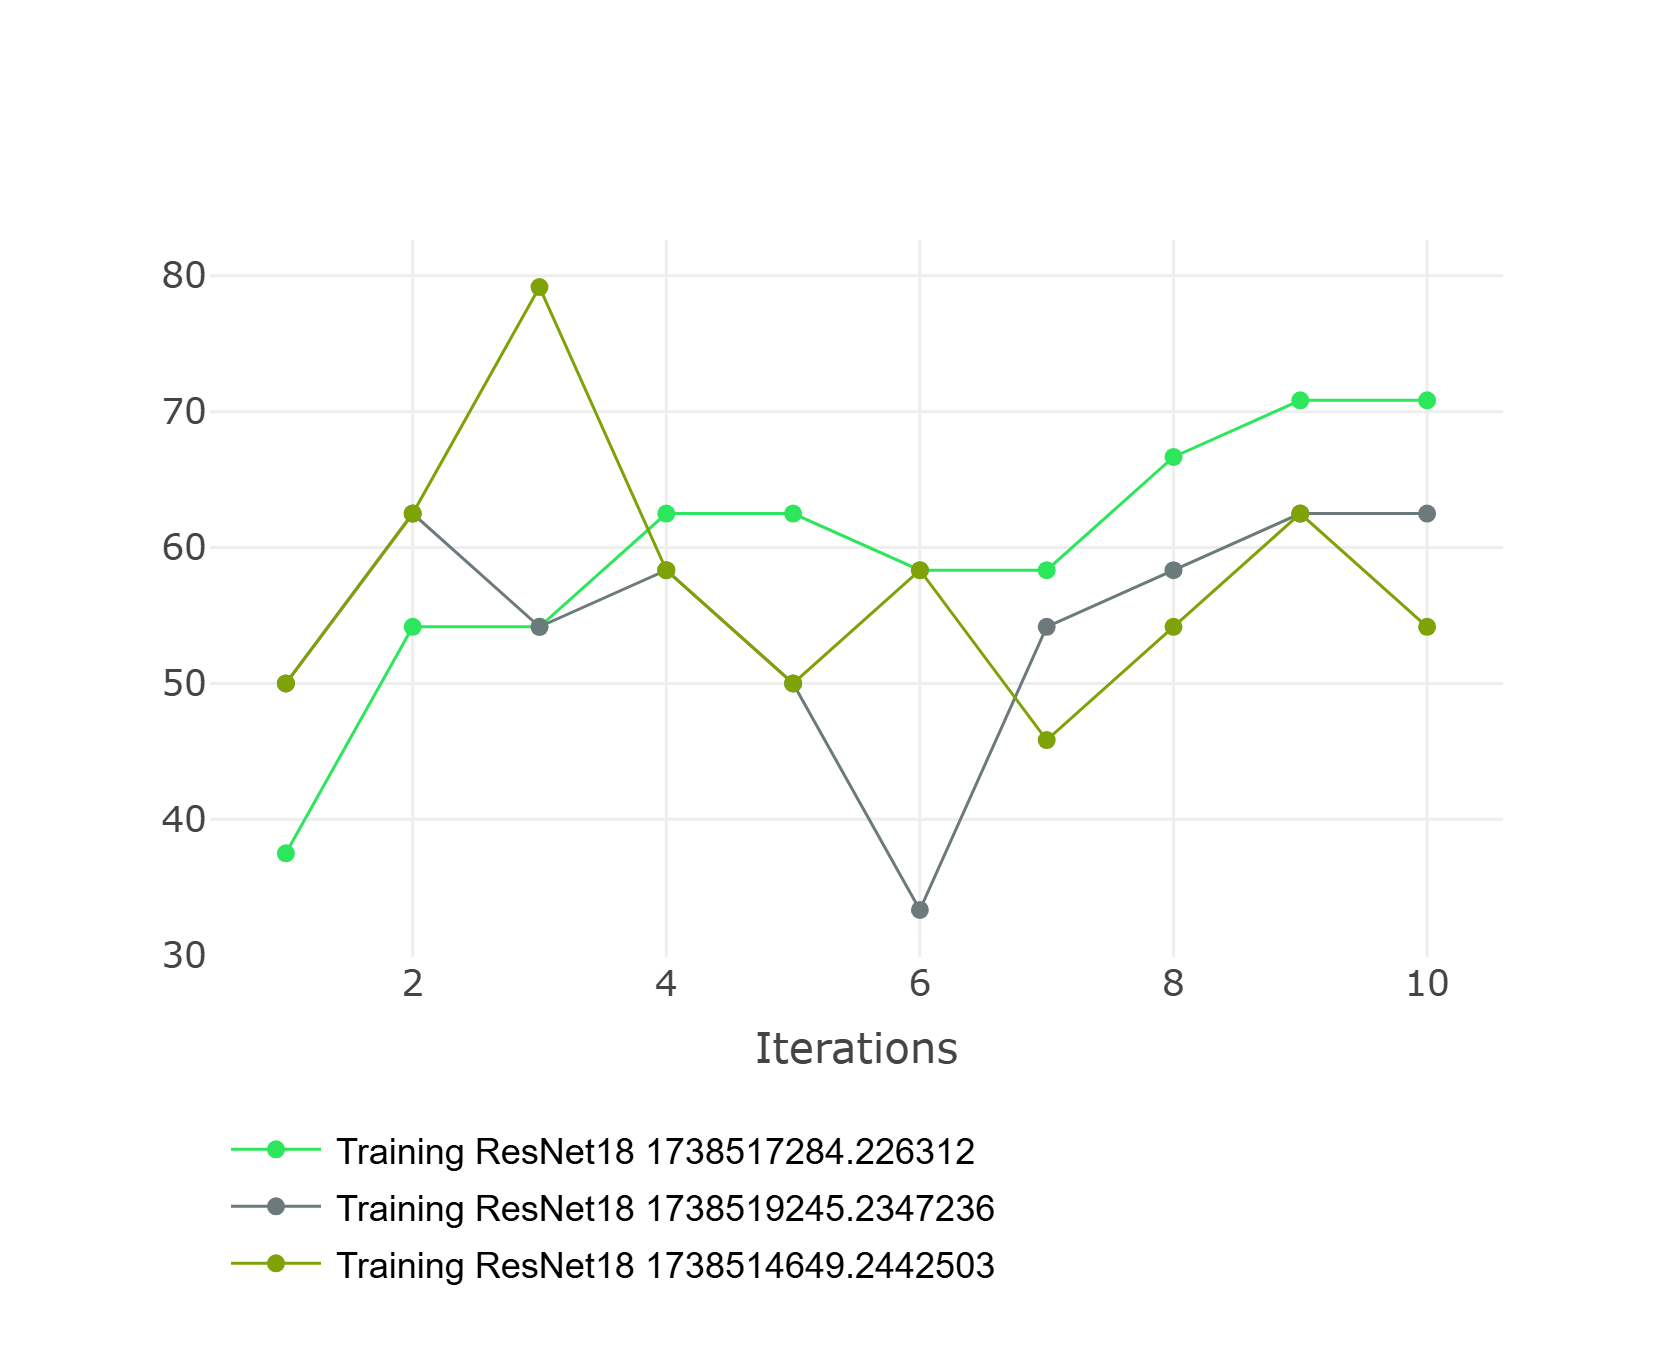 80
70
60
50
40
30
2 4 6 8 10
Iterations
Training ResNet18 1738517284.226312
Training ResNet18 1738519245.2347236
Training ResNet18 1738514649.2442503